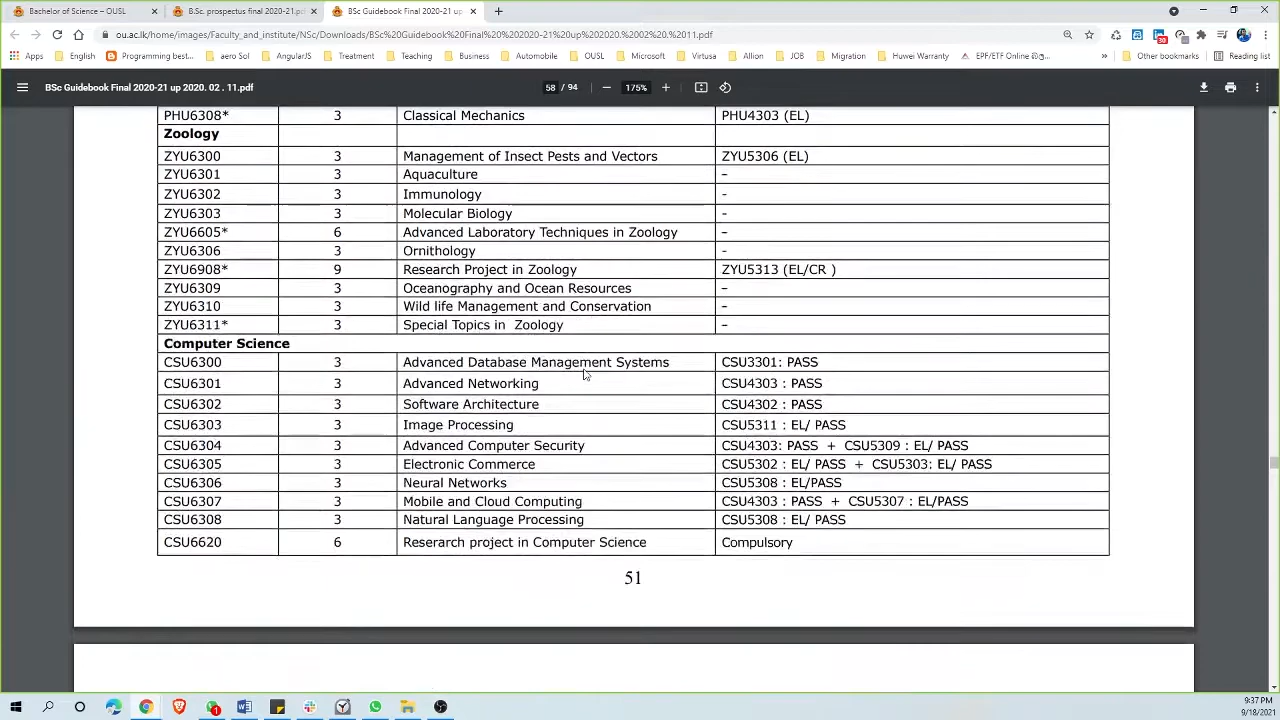 Bachelor of Science – OUSL
B.Sc. prospectus final 2020-21.p
BSc Guidebook Final 2020-21 up
ou.ac.lk/home/images/Faculty_and_institute/NSc/Downloads/BSc%20Guidebook%20Final%20%202020-21%20up%202020.%2002%20.%2011.pdf
Apps English Programming best... aero Sol AngularJS Treatment Teaching Business Automobile OUSL Microsoft Virtusa Allion JOB Migration Huwei Warranty » Other bookmarks Reading list
BSc Guidebook Final 2020-21 up 2020. 02 . 11.pdf 58 / 94 − 175% +
PHU6308* 3 Classical Mechanics PHU4303 (EL)
Zoology
ZYU6300 3 Management of Insect Pests and Vectors ZYU5306 (EL)
ZYU6301 3 Aquaculture –
ZYU6302 3 Immunology -
ZYU6303 3 Molecular Biology -
ZYU6605* 6 Advanced Laboratory Techniques in Zoology –
ZYU6306 3 Ornithology -
ZYU6908* 9 Research Project in Zoology ZYU5313 (EL/CR )
ZYU6309 3 Oceanography and Ocean Resources –
ZYU6310 3 Wild life Management and Conservation –
ZYU6311* 3 Special Topics in Zoology –
Computer Science
CSU6300 3 Advanced Database Management Systems CSU3301: PASS
CSU6301 3 Advanced Networking CSU4303 : PASS
CSU6302 3 Software Architecture CSU4302 : PASS
CSU6303 3 Image Processing CSU5311 : EL/ PASS
CSU6304 3 Advanced Computer Security CSU4303: PASS + CSU5309 : EL/ PASS
CSU6305 3 Electronic Commerce CSU5302 : EL/ PASS + CSU5303: EL/ PASS
CSU6306 3 Neural Networks CSU5308 : EL/PASS
CSU6307 3 Mobile and Cloud Computing CSU4303 : PASS + CSU5307 : EL/PASS
CSU6308 3 Natural Language Processing CSU5308 : EL/ PASS
CSU6620 6 Reserarch project in Computer Science Compulsory
51
9:37 PM
9/18/2021